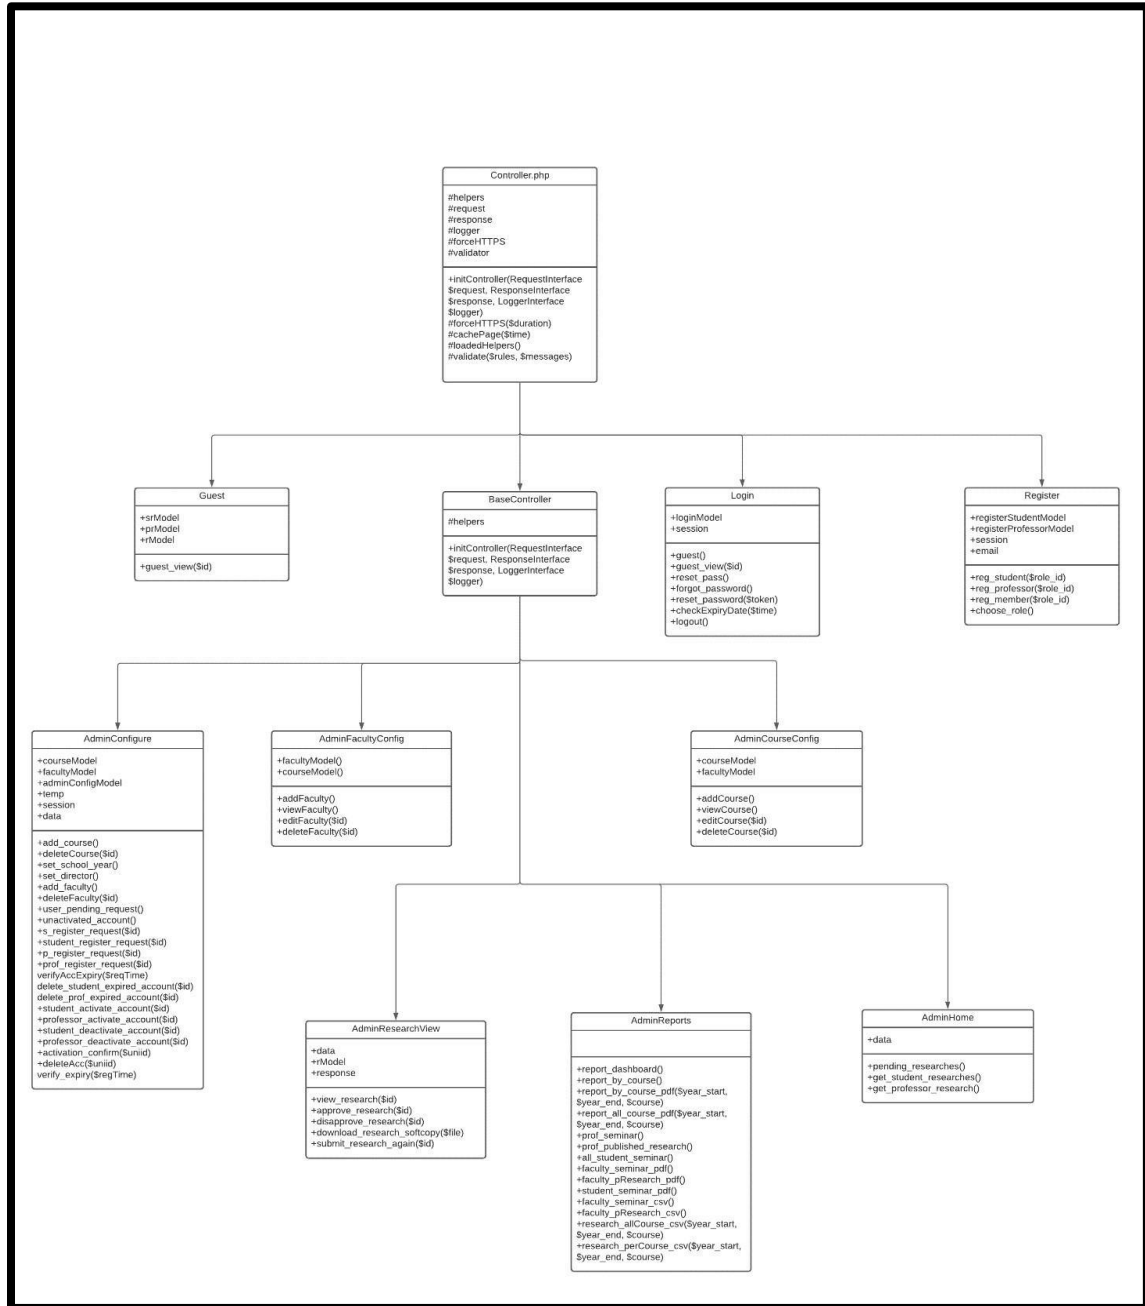 Controller.php
#helpers
#request
#response
#logger
#forceHTTPS
#validator
+initController(RequestInterface
$request, ResponseInterface
$response, LoggerInterface
$logger)
#forceHTTPS($duration)
#cachePage($time)
#loadedHelpers()
#validate($rules, $messages)
Guest
+srModel
+prModel
+rModel
+guest_view($id)
BaseController
#helpers
+initController(RequestInterface
$request, ResponseInterface
$response, LoggerInterface
$logger)
Login
+loginModel
+session
+guest()
+guest_view($id)
+reset_pass()
+forgot_password()
+reset_password($token)
+checkExpiryDate($time)
+logout()
Register
+registerStudentModel
+registerProfessorModel
+session
+email
+reg_student($role_id)
+reg_professor($role_id)
+reg_member($role_id)
+choose_role()
AdminConfigure
+courseModel
+facultyModel
+adminConfigModel
+temp
+session
+data
+add_course()
+deleteCourse($id)
+set_school_year()
+set_director()
+add_faculty()
+deleteFaculty($id)
+user_pending_request()
+unactivated_account()
+s_register_request($id)
+student_register_request($id)
+p_register_request($id)
+prof_register_request($id)
verifyAccExpiry($reqTime)
delete_student_expired_account($id)
delete_prof_expired_account($id)
+student_activate_account($id)
+professor_activate_account($id)
+student_deactivate_account($id)
+professor_deactivate_account($id)
+activation_confirm($uniid)
+deleteAcc($uniid)
verify_expiry($regTime)
AdminFacultyConfig
+facultyModel()
+courseModel()
+addFaculty()
+viewFaculty()
+editFaculty($id)
+deleteFaculty($id)
AdminCourseConfig
+courseModel
+facultyModel
+addCourse()
+viewCourse()
+editCourse($id)
+deleteCourse($id)
AdminResearchView
+data
+rModel
+response
+view_research($id)
+approve_research($id)
+disapprove_research($id)
+download_research_softcopy($file)
+submit_research_again($id)
AdminReports
+report_dashboard()
+report_by_course()
+report_by_course_pdf($year_start,
$year_end, $course)
+report_all_course_pdf($year_start,
$year_end, $course)
+prof_seminar()
+prof_published_research()
+all_student_seminar()
+faculty_seminar_pdf()
+faculty_pResearch_pdf()
+student_seminar_pdf()
+faculty_seminar_csv()
+faculty_pResearch_csv()
+research_allCourse_csv($year_start,
$year_end, $course)
+research_perCourse_csv($year_start,
$year_end, $course)
AdminHome
+data
+pending_researches()
+get_student_researches()
+get_professor_research()